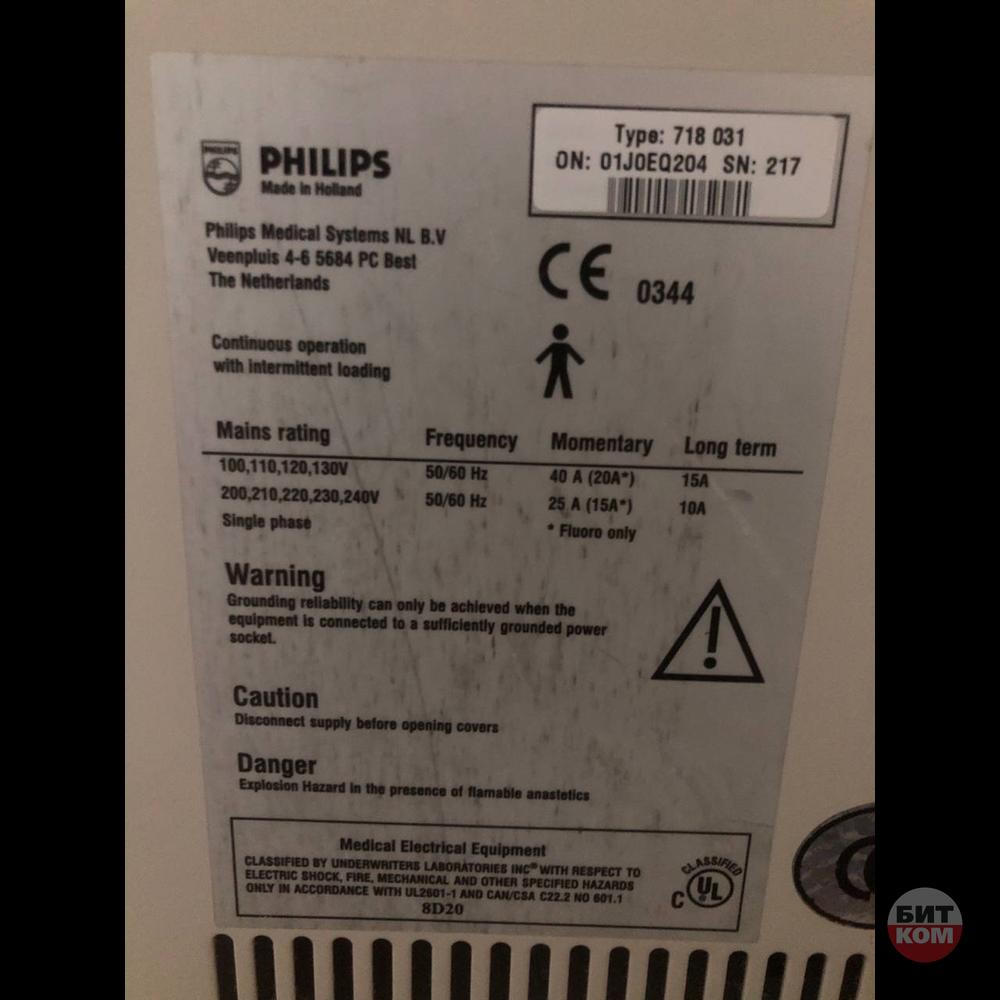 PHILIPS
PHILIPS
Made in Holland
Type: 718 031
ON: 01J0EQ204 SN: 217
Philips Medical Systems NL B.V
Veenpluis 4-6 5684 PC Best
The Netherlands
CE 0344
Continuous operation
with intermittent loading
Mains rating Frequency Momentary Long term
100,110,120,130V 50/60 Hz 40 A (20A*) 15A
200,210,220,230,240V 50/60 Hz 25 A (15A*) 10A
Single phase * Fluoro only
Warning
Grounding reliability can only be achieved when the
equipment is connected to a sufficiently grounded power
socket.
Caution
Disconnect supply before opening covers
Danger
Explosion Hazard in the presence of flamable anastetics
Medical Electrical Equipment
CLASSIFIED BY UNDERWRITERS LABORATORIES INC® WITH RESPECT TO
ELECTRIC SHOCK, FIRE, MECHANICAL AND OTHER SPECIFIED HAZARDS
ONLY IN ACCORDANCE WITH UL2601-1 AND CAN/CSA C22.2 NO 601.1
8D20
CLASSIFIED
C UL
БИТ
КОМ